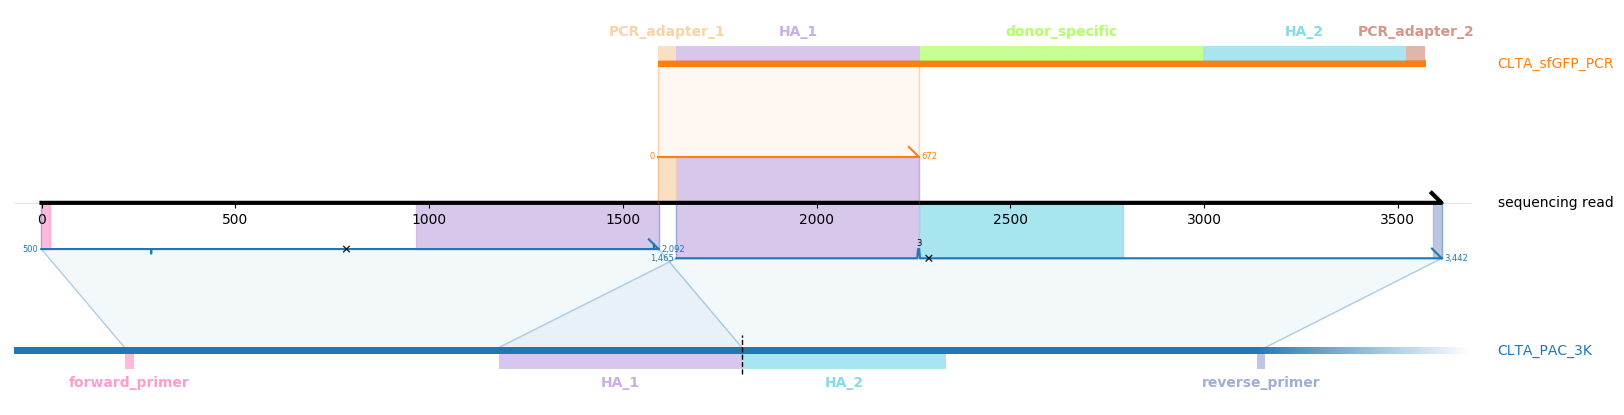 PCR_adapter_1 HA_1 donor_specific HA_2 PCR_adapter_2
CLTA_sfGFP_PCR
0 672
sequencing read
0 500 1000 1500 2000 2500 3000 3500
500 2,092 3
1,465 3,442
CLTA_PAC_3K
forward_primer HA_1 HA_2 reverse_primer